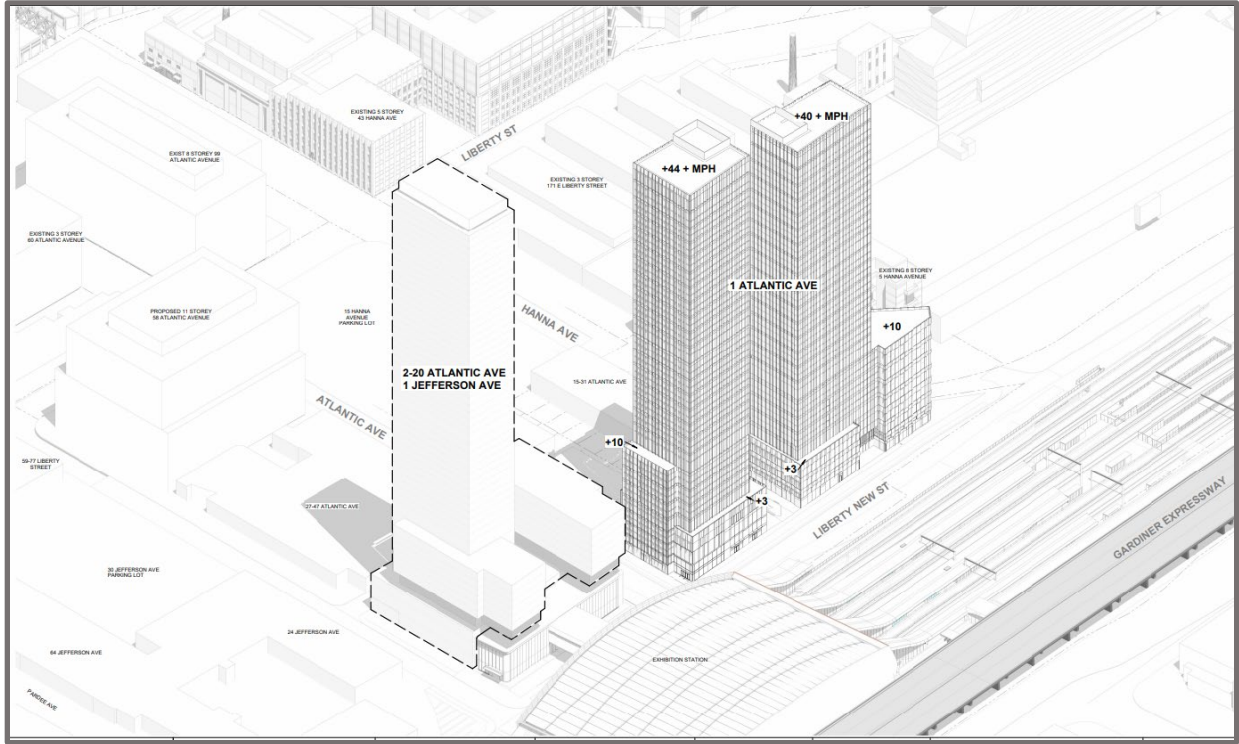 EXISTING 5 STOREY
43 HANNA AVE
LIBERTY ST
+40 + MPH
EXIST 8 STOREY 99
ATLANTIC AVENUE
+44 + MPH
EXISTING 3 STOREY
171 E LIBERTY STREET
EXISTING 3 STOREY
60 ATLANTIC AVENUE
EXISTING 8 STOREY
5 HANNA AVENUE
1 ATLANTIC AVE
PROPOSED 11 STOREY
58 ATLANTIC AVENUE
15 HANNA
AVENUE
PARKING LOT
HANNA AVE
+10
2-20 ATLANTIC AVE
1 JEFFERSON AVE
15-31 ATLANTIC AVE
ATLANTIC AVE
+10
59-77 LIBERTY
STREET
+3
+3
LIBERTY NEW ST
GARDINER EXPRESSWAY
37-47 ATLANTIC AVE
30 JEFFERSON AVE
PARKING LOT
24 JEFFERSON AVE
64 JEFFERSON AVE
EXHIBITION STATION
PARDEE AVE